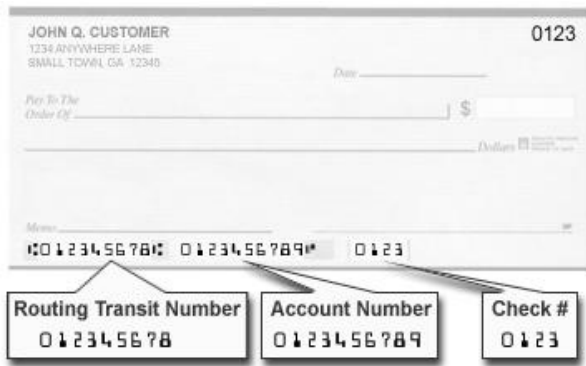 JOHN Q. CUSTOMER
0123
1234 ANYWHERE LANE
SMALL TOWN, GA 12345
Date
Pay To The
Order Of
$
Dollars
Memo
⑆012345678⑆ 0123456789⑈ 0123
Routing Transit Number
012345678
Account Number
0123456789
Check #
0123